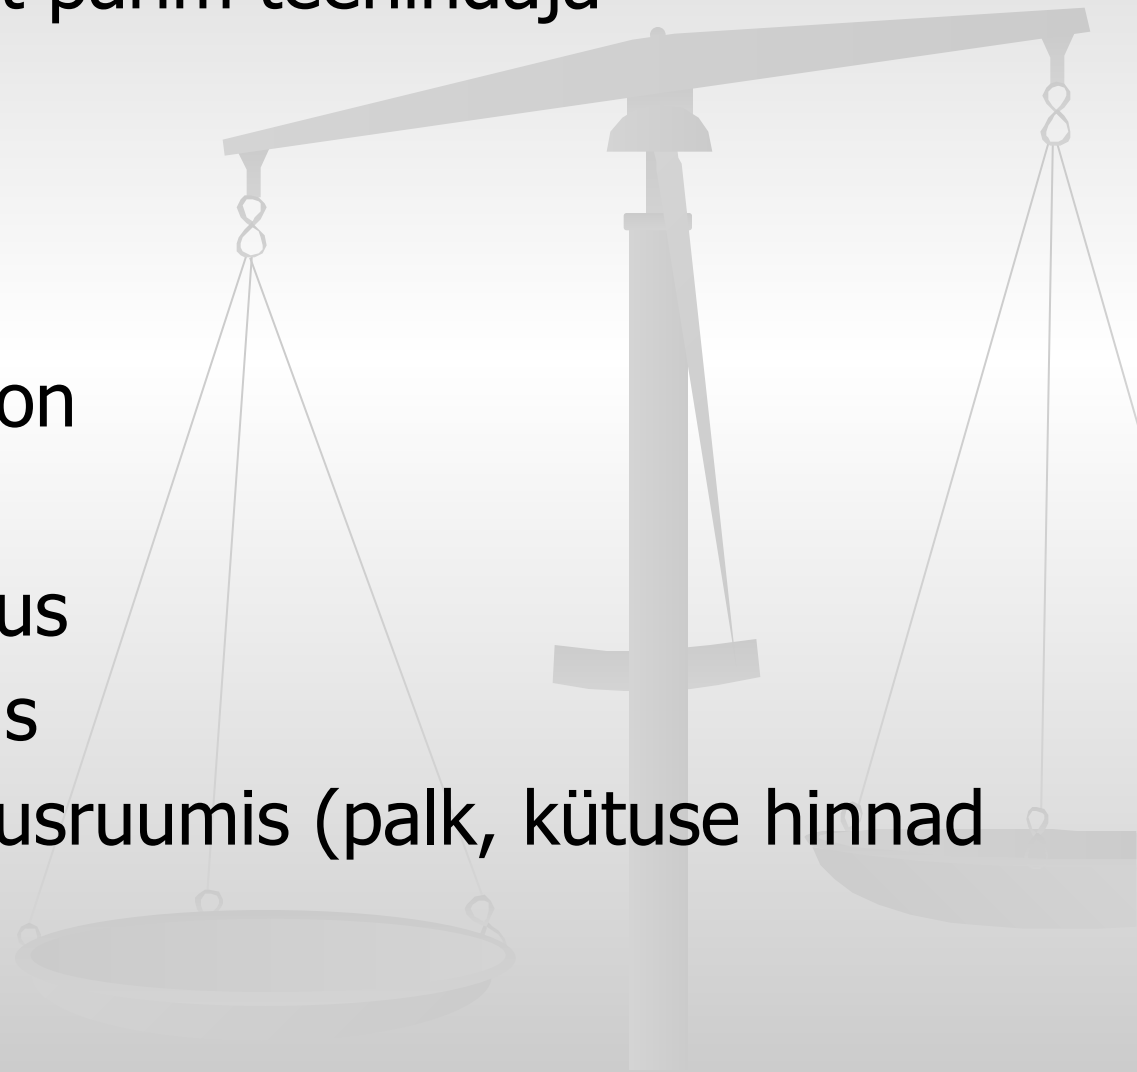 t parim teenindaja
on
us
s
usruumis (palk, kütuse hinnad